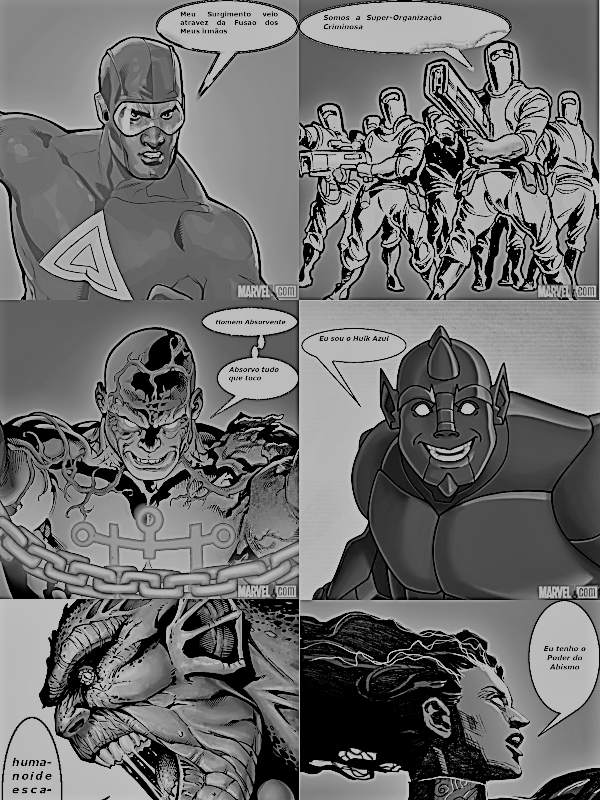 Meu Surgimento veio
atravez da Fusao dos
Meus irmãos
Somos a Super-Organização
Criminosa
MARVEL.com
MARVEL.com
Homem Absorvente
Absorvo tudo
que toco
Eu sou o Hulk Azul
MARVEL.com
MARVEL.com
huma-
noide
esca-
Eu tenho o
Poder do
Abismo